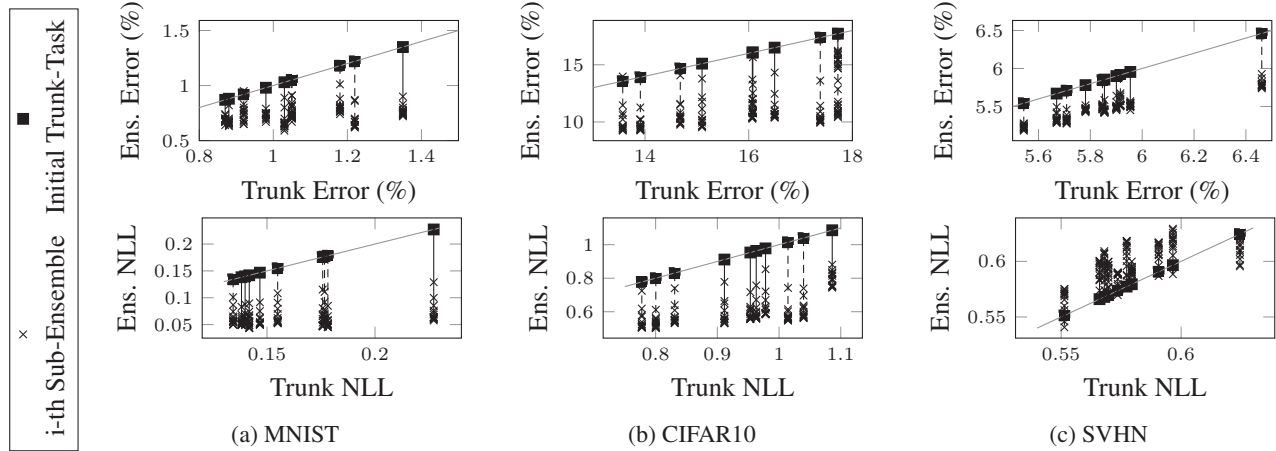 ■ Initial Trunk-Task
× i-th Sub-Ensemble
Ens. Error (%)
1.5
1
0.5
0.8 1 1.2 1.4
Trunk Error (%)
Ens. Error (%)
15
10
14 16 18
Trunk Error (%)
Ens. Error (%)
6.5
6
5.5
5.6 5.8 6 6.2 6.4
Trunk Error (%)
Ens. NLL
0.2
0.15
0.1
0.05
0.15 0.2
Trunk NLL
Ens. NLL
1
0.8
0.6
0.8 0.9 1 1.1
Trunk NLL
Ens. NLL
0.6
0.55
0.55 0.6
Trunk NLL
(a) MNIST
(b) CIFAR10
(c) SVHN